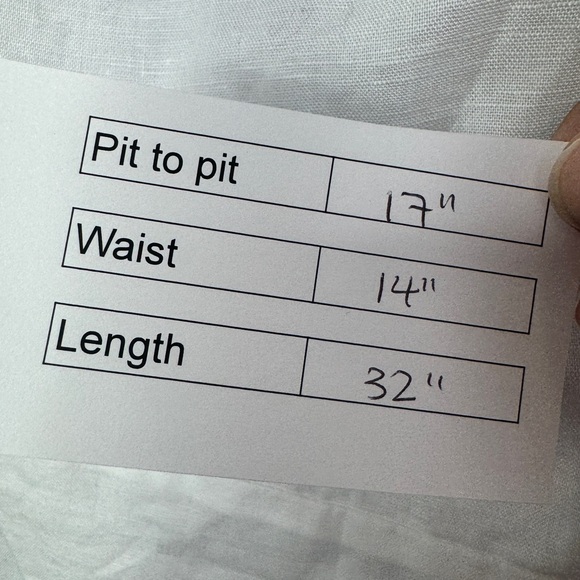 Pit to pit 17"
Waist 14"
Length 32"